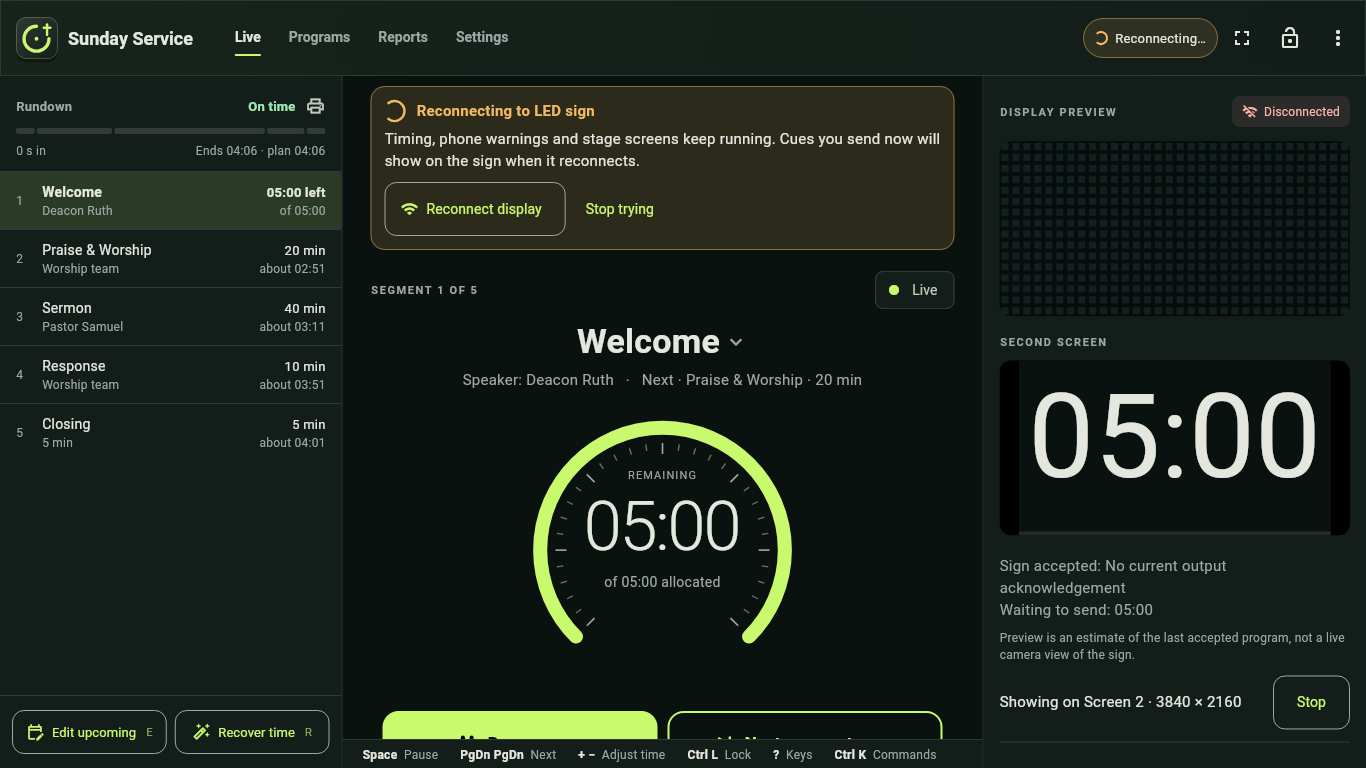 Sunday Service
Live
Programs
Reports
Settings
Reconnecting…
Rundown
On time
0 s in
Ends 04:06 · plan 04:06
1
Welcome
05:00 left
Deacon Ruth
of 05:00
2
Praise & Worship
20 min
Worship team
about 02:51
3
Sermon
40 min
Pastor Samuel
about 03:11
4
Response
10 min
Worship team
about 03:51
5
Closing
5 min
5 min
about 04:01
Edit upcoming E
Recover time R
Reconnecting to LED sign
Timing, phone warnings and stage screens keep running. Cues you send now will
show on the sign when it reconnects.
Reconnect display
Stop trying
SEGMENT 1 OF 5
Live
Welcome
Speaker: Deacon Ruth · Next · Praise & Worship · 20 min
REMAINING
05:00
of 05:00 allocated
Space Pause
PgDn PgDn Next
+ − Adjust time
Ctrl L Lock
? Keys
Ctrl K Commands
DISPLAY PREVIEW
Disconnected
SECOND SCREEN
05:00
Sign accepted: No current output
acknowledgement
Waiting to send: 05:00
Preview is an estimate of the last accepted program, not a live
camera view of the sign.
Showing on Screen 2 · 3840 × 2160
Stop